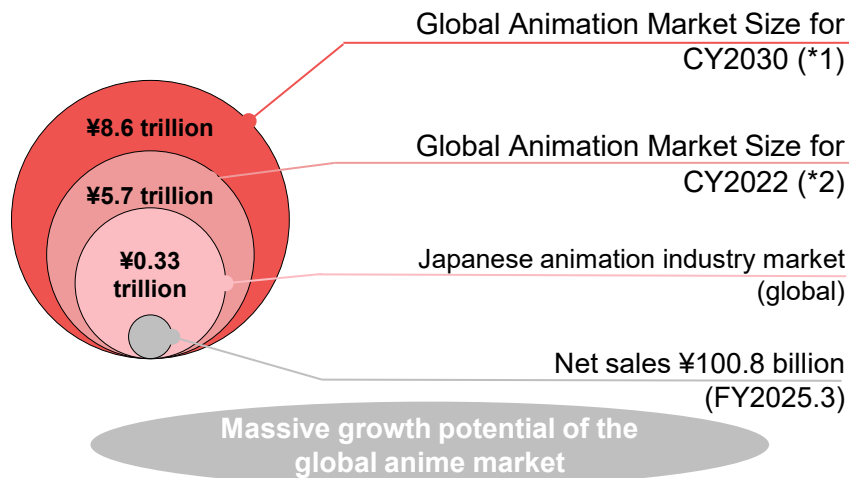 Global Animation Market Size for
CY2030 (*1)
¥8.6 trillion
Global Animation Market Size for
CY2022 (*2)
¥5.7 trillion
¥0.33
trillion
Japanese animation industry market
(global)
Net sales ¥100.8 billion
(FY2025.3)
Massive growth potential of the
global anime market